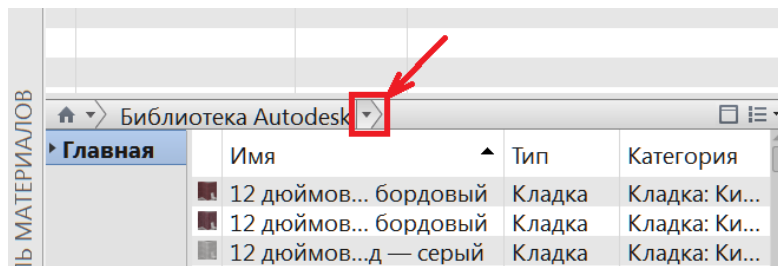 Библиотека Autodesk
Главная
Имя Тип Категория
12 дюймов... бордовый Кладка Кладка: Ки...
12 дюймов... бордовый Кладка Кладка: Ки...
12 дюймов...д — серый Кладка Кладка: Ки...
МАТЕРИАЛОВ